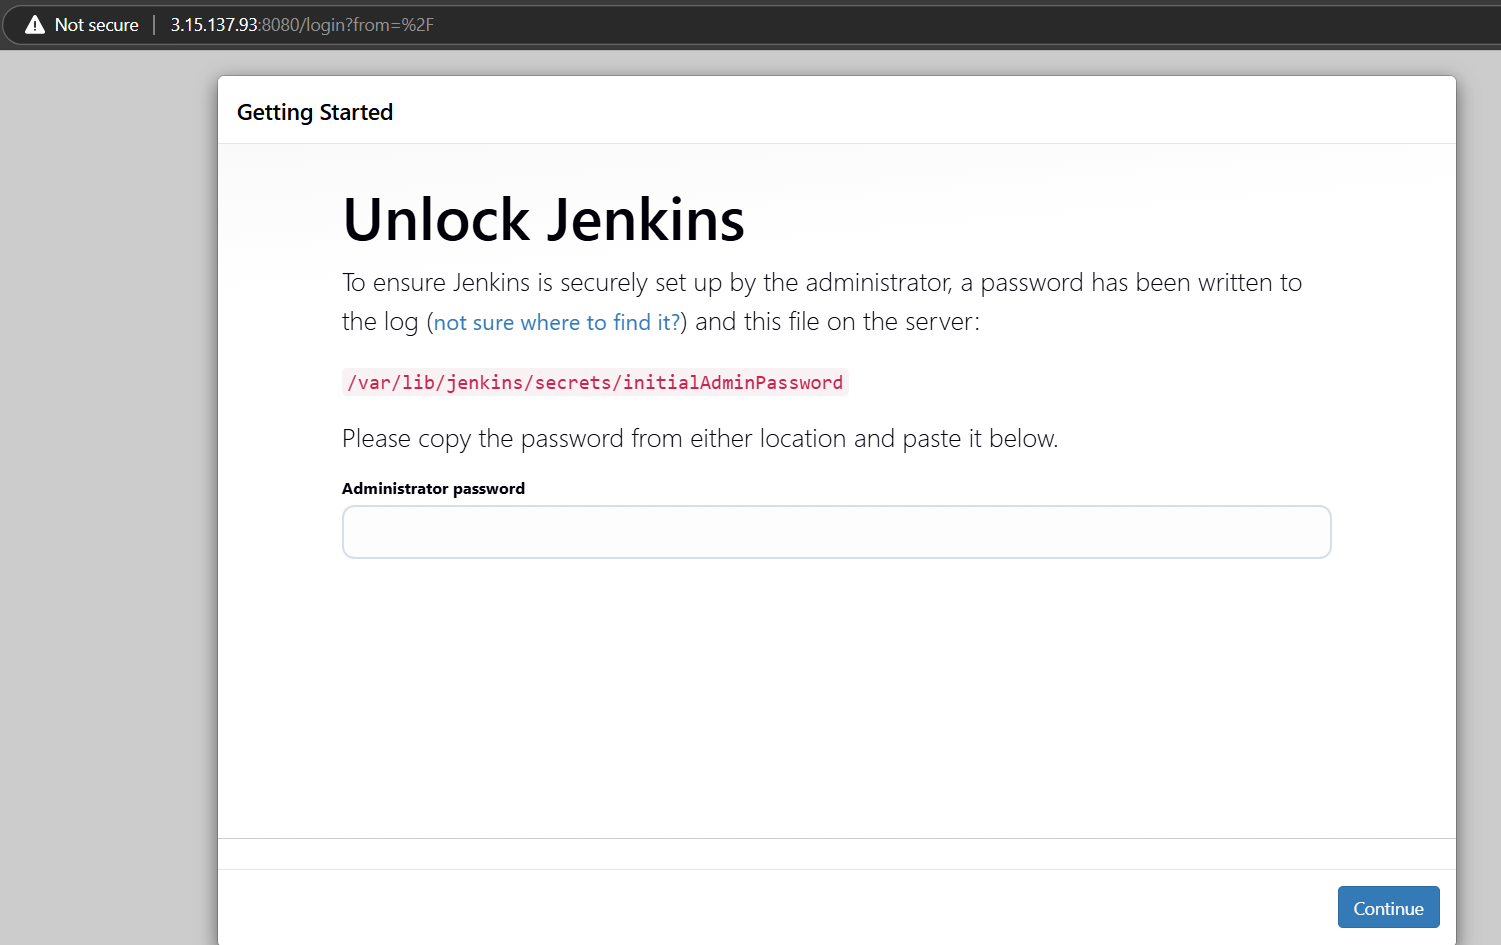 Not secure | 3.15.137.93:8080/login?from=%2F
Getting Started
Unlock Jenkins
To ensure Jenkins is securely set up by the administrator, a password has been written to
the log (not sure where to find it?) and this file on the server:
/var/lib/jenkins/secrets/initialAdminPassword
Please copy the password from either location and paste it below.
Administrator password
Continue